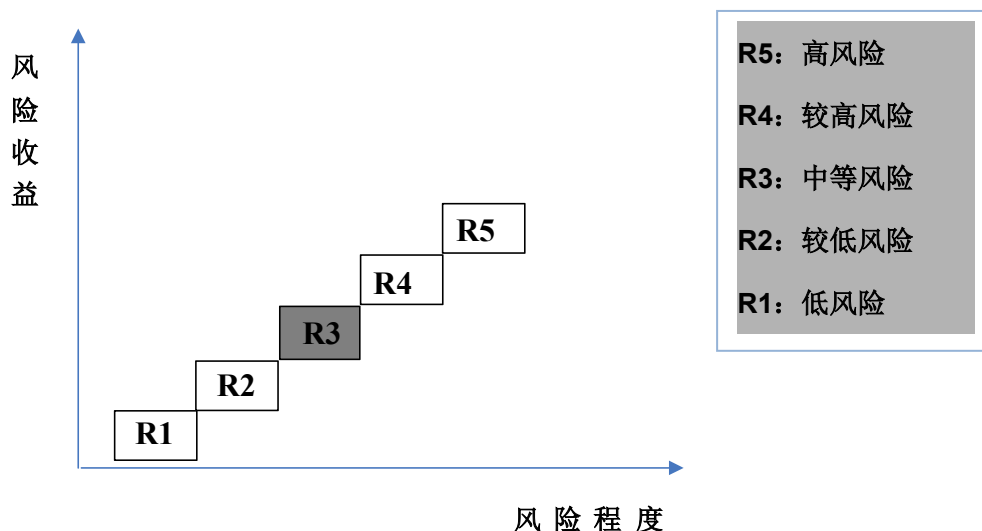 风险收益
R5
R4
R3
R2
R1
风险程度
R5：高风险
R4：较高风险
R3：中等风险
R2：较低风险
R1：低风险